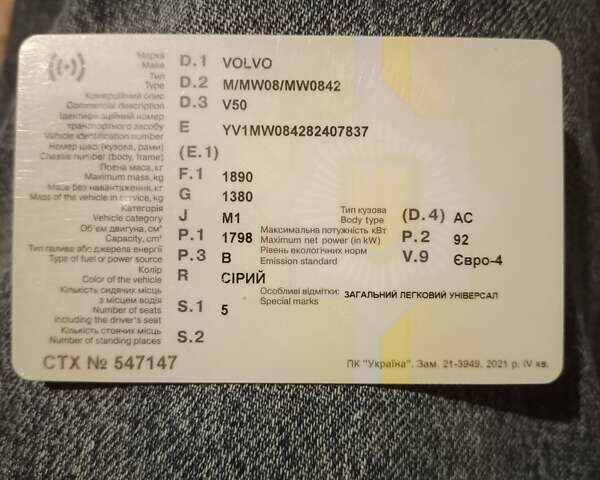 Марка
Make D.1 VOLVO
Тип
Type D.2 M/MW08/MW0842
Комерційний опис
Commercial description D.3 V50
Ідентифікаційний номер
транспортного засобу
Vehicle identification number E YV1MW084282407837
Номер шасі (кузова, рами)
Chassie number (body, frame) (E.1)
Повна маса, кг
Maximum mass, kg F.1 1890
Маса без навантаження, кг
Mass of the vehicle in service, kg G 1380
Категорія
Vehicle category J M1 Тип кузова
Body type (D.4) AC
Об'єм двигуна, см³
Capacity, cm³ P.1 1798 Максимальна потужність кВт
Maximum net power (in kW) P.2 92
Тип палива або джерела енергії
Type of fuel or power source P.3 B Рівень екологічних норм
Emission standard V.9 Євро-4
Колір
Color of the vehicle R СІРИЙ
Кількість сидячих місць
з місцем водія
Number of seats
including the driver's seat S.1 5 Особливі відмітки:
Special marks ЗАГАЛЬНИЙ ЛЕГКОВИЙ УНІВЕРСАЛ
Кількість стоячих місць
Number of standing places S.2
СТХ № 547147
ПК "Україна". Зам. 21-3949. 2021 р. IV кв.